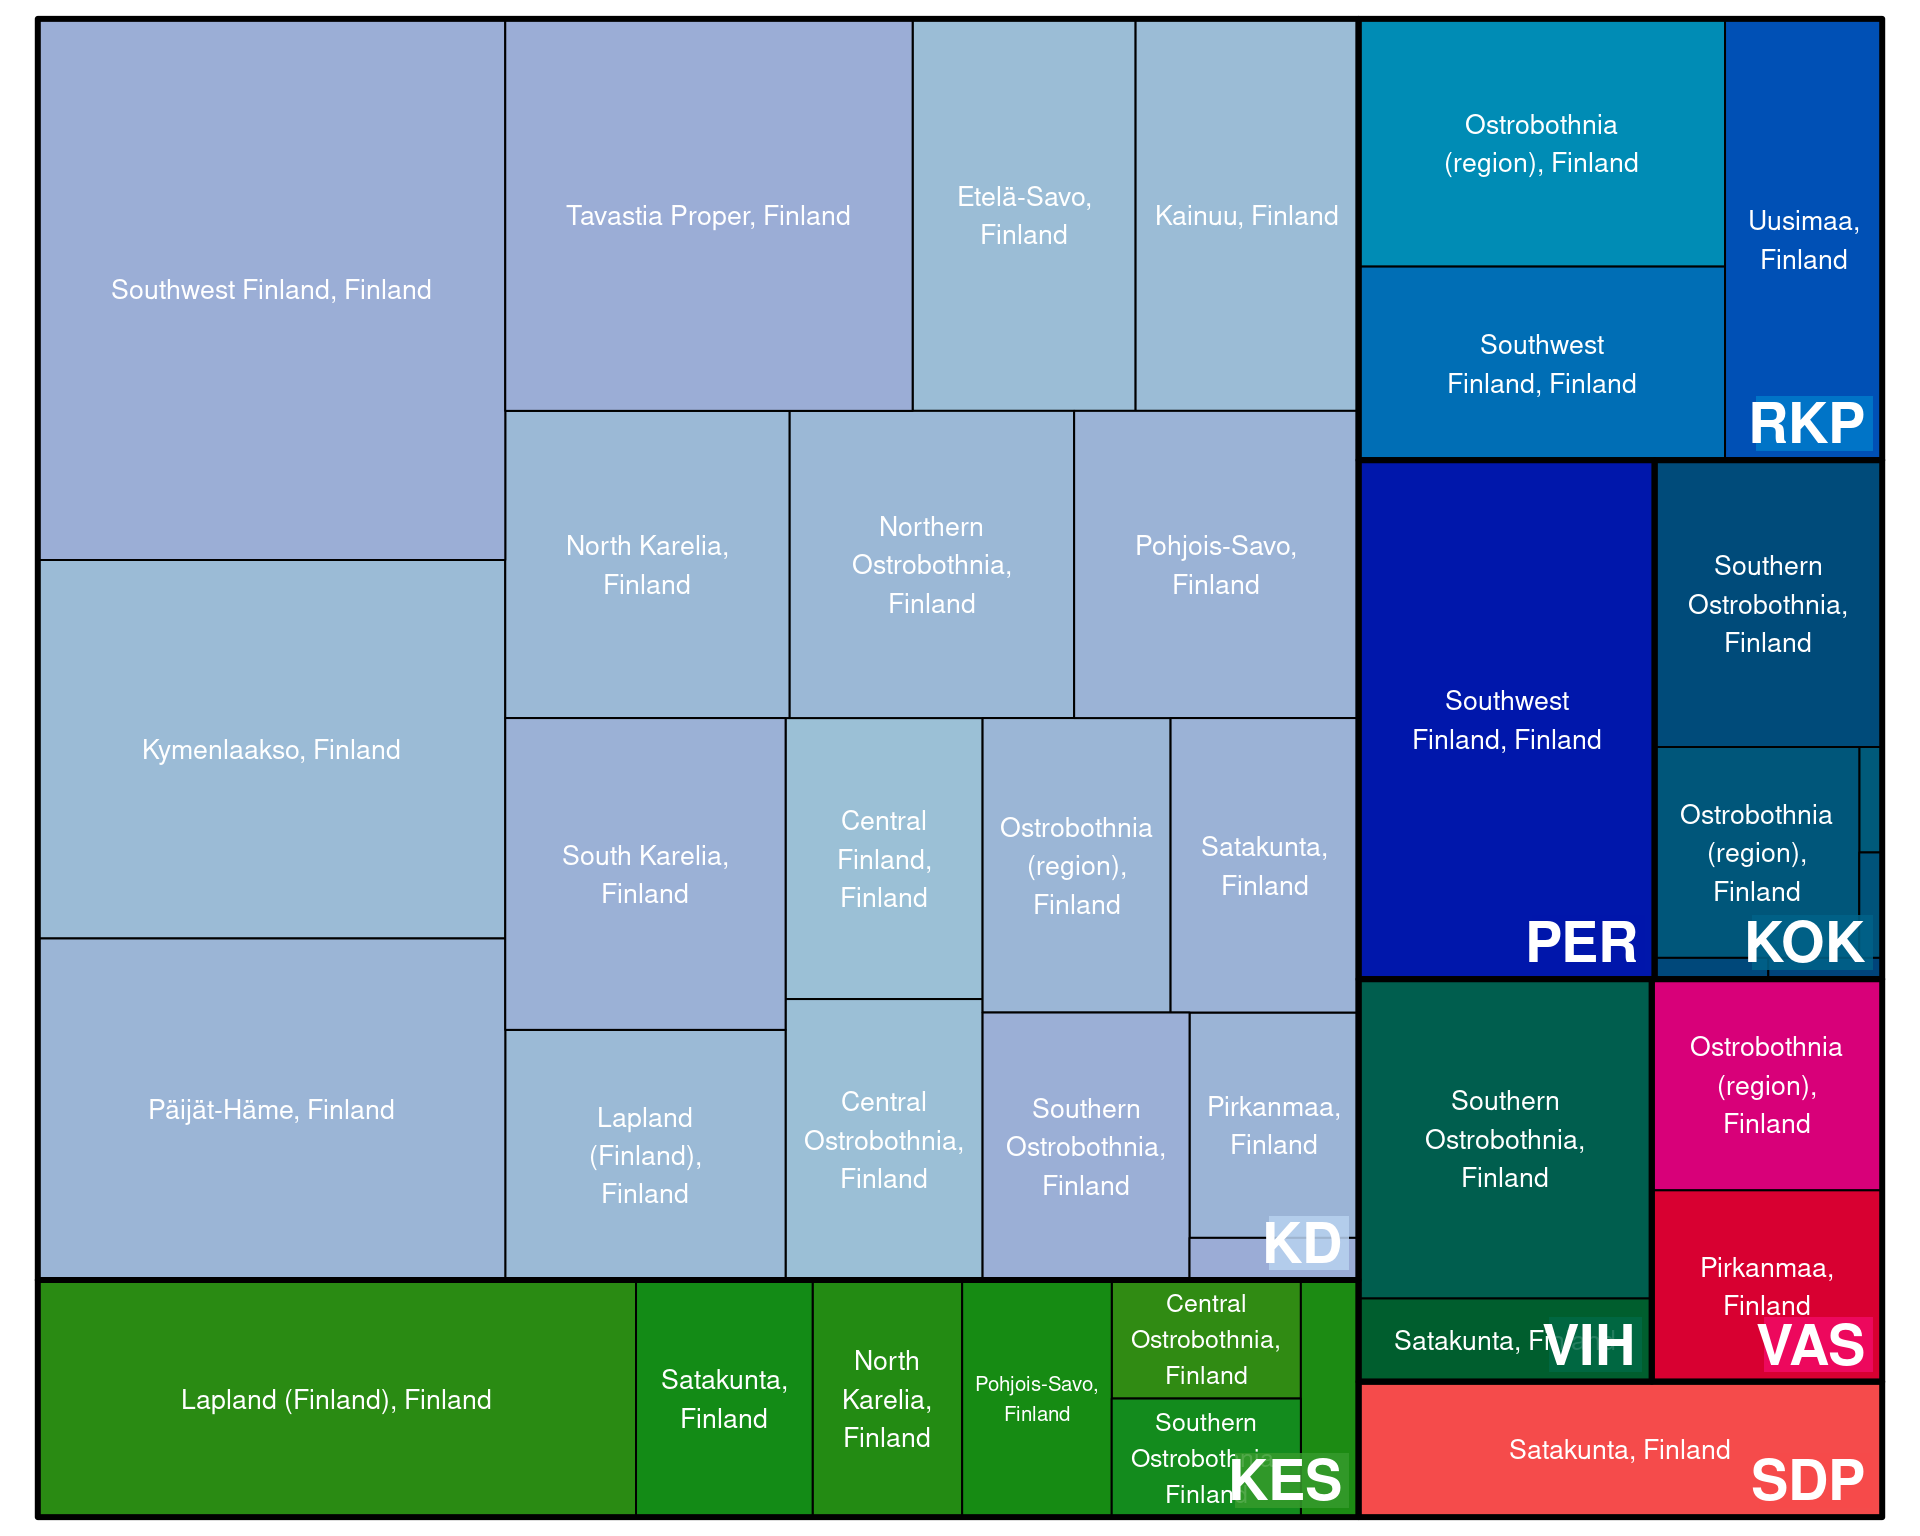 Southwest Finland, Finland
Kymenlaakso, Finland
Päijät-Häme, Finland
Tavastia Proper, Finland
Etelä-Savo,
Finland
Kainuu, Finland
North Karelia,
Finland
Northern
Ostrobothnia,
Finland
Pohjois-Savo,
Finland
South Karelia,
Finland
Lapland
(Finland),
Finland
Central
Finland,
Finland
Central
Ostrobothnia,
Finland
Ostrobothnia
(region),
Finland
Satakunta,
Finland
Southern
Ostrobothnia,
Finland
Pirkanmaa,
Finland
KD
Lapland (Finland), Finland
Satakunta,
Finland
North
Karelia,
Finland
Pohjois-Savo,
Finland
Central
Ostrobothnia,
Finland
Southern
Ostrobothnia,
Finland
KES
Ostrobothnia
(region), Finland
Southwest
Finland, Finland
Uusimaa,
Finland
RKP
Southwest
Finland, Finland
PER
Southern
Ostrobothnia,
Finland
Ostrobothnia
(region),
Finland
KOK
Southern
Ostrobothnia,
Finland
Satakunta, Finland
VIH
Ostrobothnia
(region),
Finland
Pirkanmaa,
Finland
VAS
Satakunta, Finland
SDP